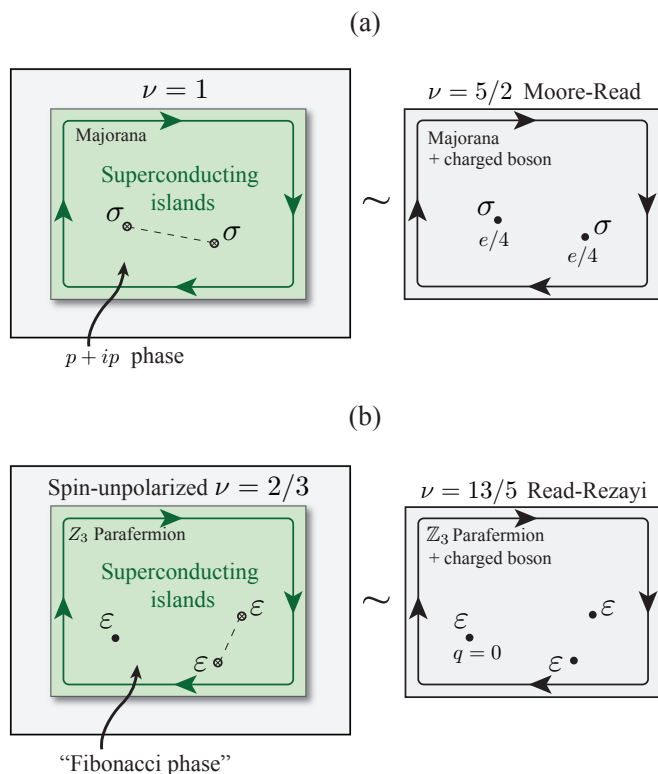 (a)
ν = 1
Majorana
Superconducting
islands
σ
σ
p + ip phase
∼
ν = 5/2 Moore-Read
Majorana
+ charged boson
σ
e/4
σ
e/4
(b)
Spin-unpolarized ν = 2/3
Z₃ Parafermion
Superconducting
islands
ε
ε
ε
“Fibonacci phase”
∼
ν = 13/5 Read-Rezayi
ℤ₃ Parafermion
+ charged boson
ε
q = 0
ε
ε